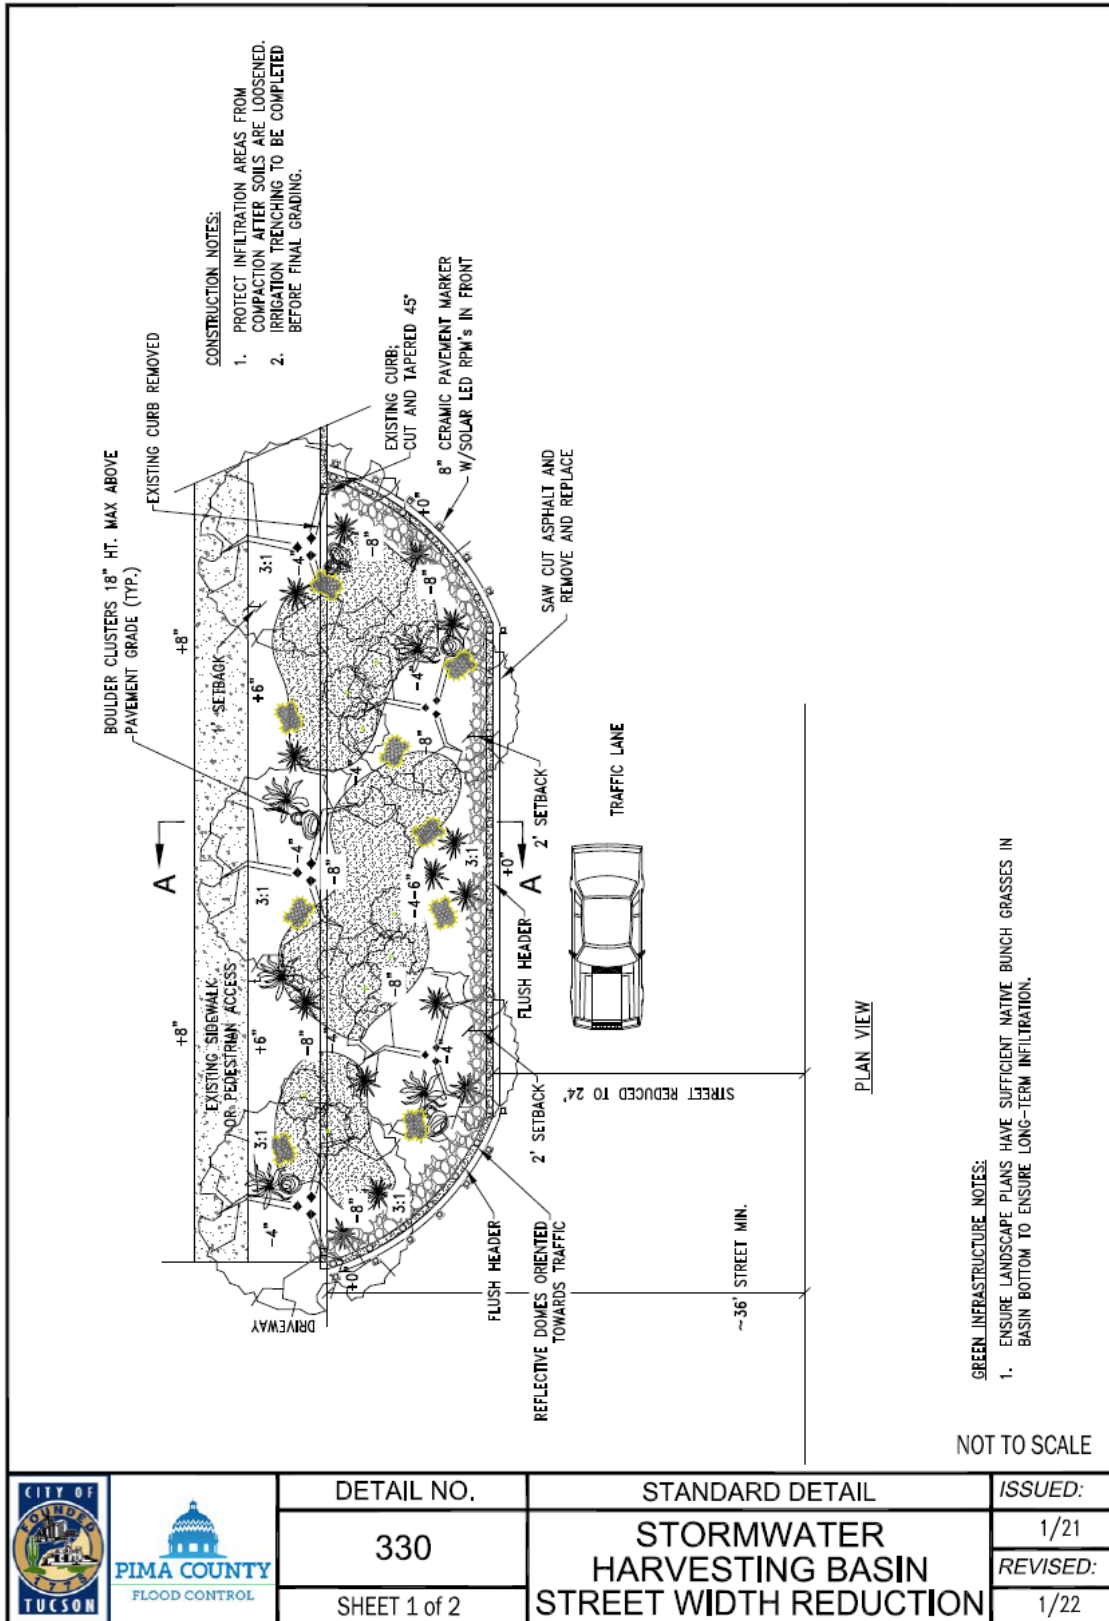 CONSTRUCTION NOTES:
1. PROTECT INFILTRATION AREAS FROM
COMPACTION AFTER SOILS ARE LOOSENED.
2. IRRIGATION TRENCHING TO BE COMPLETED
BEFORE FINAL GRADING.
BOULDER CLUSTERS 18" HT. MAX ABOVE
PAVEMENT GRADE (TYP.)
EXISTING CURB REMOVED
EXISTING CURB;
CUT AND TAPERED 45°
8" CERAMIC PAVEMENT MARKER
W/SOLAR LED RPM's IN FRONT
SAW CUT ASPHALT AND
REMOVE AND REPLACE
+8"
1' SETBACK
+6"
3:1
-4"
-8"
-8"
+0"
-4"
-8"
-4"
A
3:1
-4"
-8"
3:1
-4-6"
+0"
A
2' SETBACK
TRAFFIC LANE
FLUSH HEADER
+8"
EXISTING SIDEWALK
OR PEDESTRIAN ACCESS
+6"
-8"
-4"
-8"
-4"
3:1
-4"
-8"
3:1
+0"
DRIVEWAY
2' SETBACK
STREET REDUCED TO 24'
FLUSH HEADER
REFLECTIVE DOMES ORIENTED
TOWARDS TRAFFIC
~36' STREET MIN.
PLAN VIEW
GREEN INFRASTRUCTURE NOTES:
1. ENSURE LANDSCAPE PLANS HAVE SUFFICIENT NATIVE BUNCH GRASSES IN
BASIN BOTTOM TO ENSURE LONG-TERM INFILTRATION.
NOT TO SCALE
CITY OF
FOUNDED
1775
TUCSON
PIMA COUNTY
FLOOD CONTROL
DETAIL NO.
330
SHEET 1 of 2
STANDARD DETAIL
STORMWATER
HARVESTING BASIN
STREET WIDTH REDUCTION
ISSUED:
1/21
REVISED:
1/22